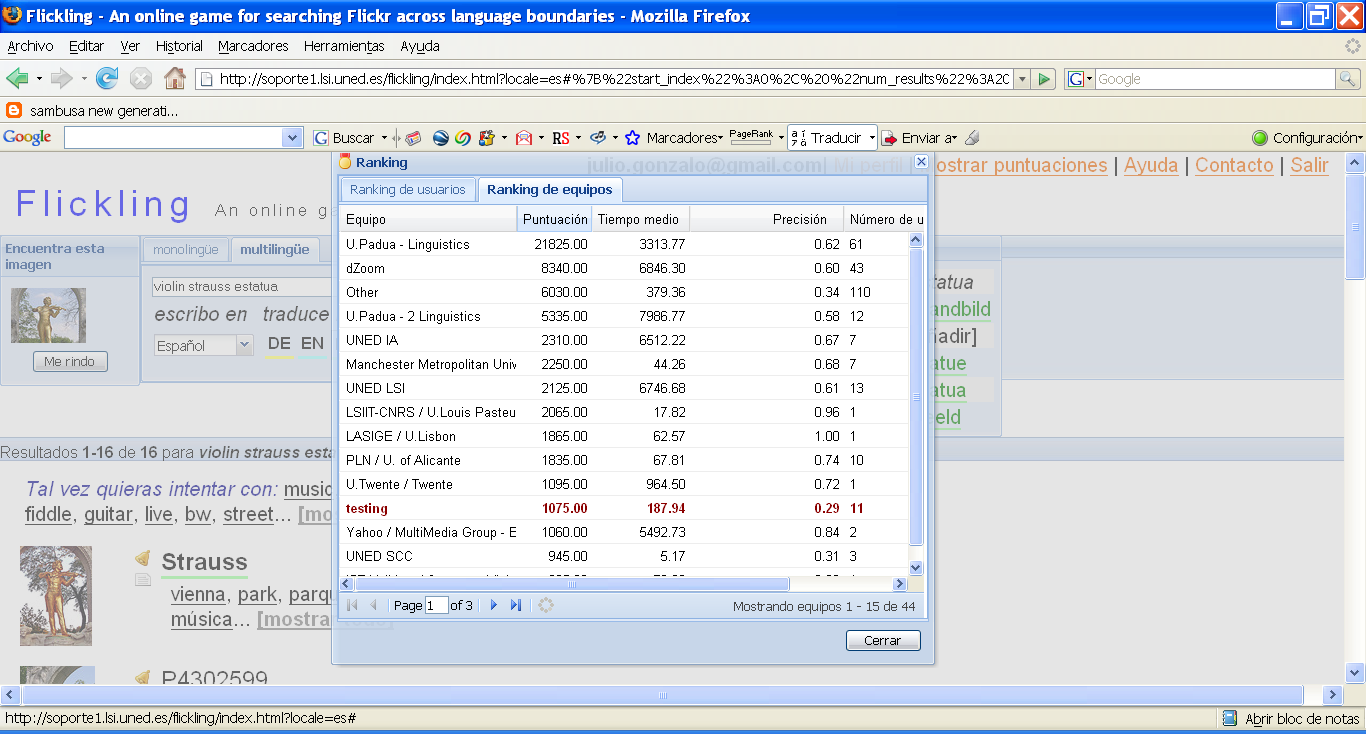 Flickling - An online game for searching Flickr across language boundaries - Mozilla Firefox
Archivo Editar Ver Historial Marcadores Herramientas Ayuda
http://soporte1.lsi.uned.es/flickling/index.html?locale=es#%7B%22start_index%22%3A0%2C%20%22num_results%22%3A2C
G Google
sambusa new generati...
Google G Buscar RS Marcadores PageRank Traducir Enviar a Configuración
Ranking
julio.gonzalo@gmail.com| Mi perfil | ostrar puntuaciones | Ayuda | Contacto | Salir
Flickling An online ga
Encuentra esta imagen
Me rindo
monolingüe multilingüe
violin strauss estatua
escribo en traduce
Español DE EN
Ranking de usuarios Ranking de equipos
Equipo Puntuación Tiempo medio Precisión Número de u
U.Padua - Linguistics 21825.00 3313.77 0.62 61
dZoom 8340.00 6846.30 0.60 43
Other 6030.00 379.36 0.34 110
U.Padua - 2 Linguistics 5335.00 7986.77 0.58 12
UNED IA 2310.00 6512.22 0.67 7
Manchester Metropolitan Univ 2250.00 44.26 0.68 7
UNED LSI 2125.00 6746.68 0.61 13
LSIIT-CNRS / U.Louis Pasteu 2065.00 17.82 0.96 1
LASIGE / U.Lisbon 1865.00 62.57 1.00 1
PLN / U. of Alicante 1835.00 67.81 0.74 10
U.Twente / Twente 1095.00 964.50 0.72 1
testing 1075.00 187.94 0.29 11
Yahoo / MultiMedia Group - E 1060.00 5492.73 0.84 2
UNED SCC 945.00 5.17 0.31 3
Page 1 of 3 Mostrando equipos 1 - 15 de 44
Cerrar
tatua
andbild
ñadir]
atue
atua
eld
Resultados 1-16 de 16 para violin strauss esta
Tal vez quieras intentar con: music
fiddle, guitar, live, bw, street... [mo
Strauss
vienna, park, parqu
música... [mostrar todo]
P4302599
http://soporte1.lsi.uned.es/flickling/index.html?locale=es#
Abrir bloc de notas